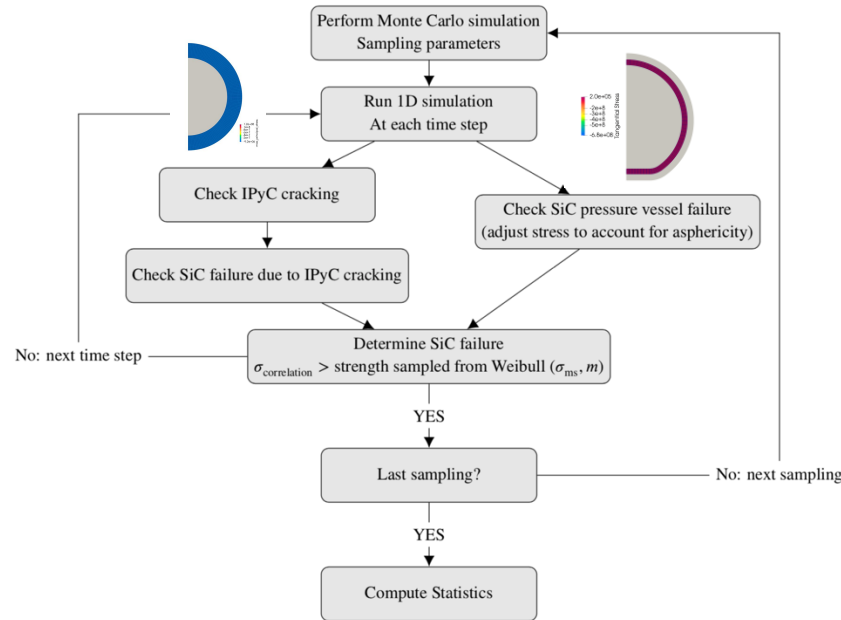 Perform Monte Carlo simulation
Sampling parameters
Run 1D simulation
At each time step
2.0e+05
-2e+8
-3e+8
-4e+8
-5e+8
-6.8e+08
Tangential Stress
Check IPyC cracking
Check SiC pressure vessel failure
(adjust stress to account for asphericity)
Check SiC failure due to IPyC cracking
Determine SiC failure
σcorrelation > strength sampled from Weibull (σms, m)
No: next time step
YES
Last sampling?
No: next sampling
YES
Compute Statistics